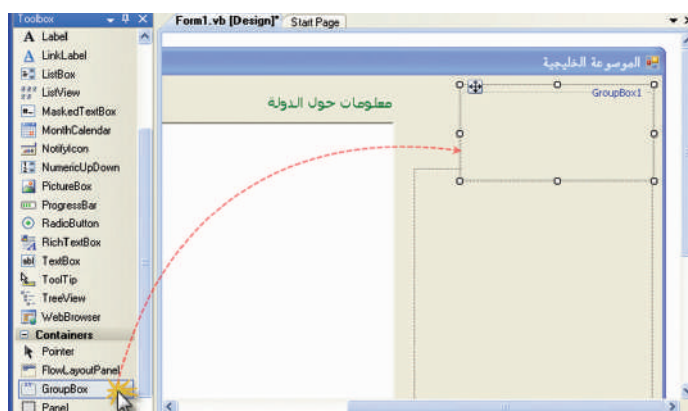 Toolbox
Form1.vb [Design]*
Start Page
A Label
A LinkLabel
ListBox
ListView
MaskedTextBox
MonthCalendar
NotifyIcon
NumericUpDown
PictureBox
ProgressBar
RadioButton
RichTextBox
TextBox
ToolTip
TreeView
WebBrowser
Containers
Pointer
FlowLayoutPanel
GroupBox
Panel
الموسوعة الخليجية
معلومات حول الدولة
GroupBox1